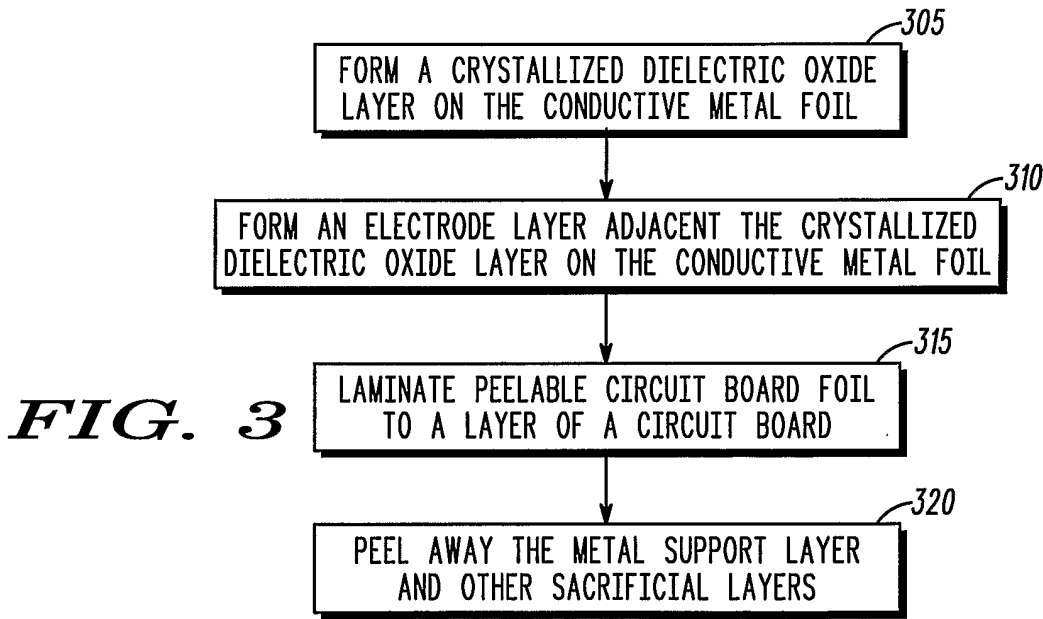 305
FORM A CRYSTALLIZED DIELECTRIC OXIDE
LAYER ON THE CONDUCTIVE METAL FOIL
310
FORM AN ELECTRODE LAYER ADJACENT THE CRYSTALLIZED
DIELECTRIC OXIDE LAYER ON THE CONDUCTIVE METAL FOIL
315
LAMINATE PEELABLE CIRCUIT BOARD FOIL
TO A LAYER OF A CIRCUIT BOARD
FIG. 3
320
PEEL AWAY THE METAL SUPPORT LAYER
AND OTHER SACRIFICIAL LAYERS